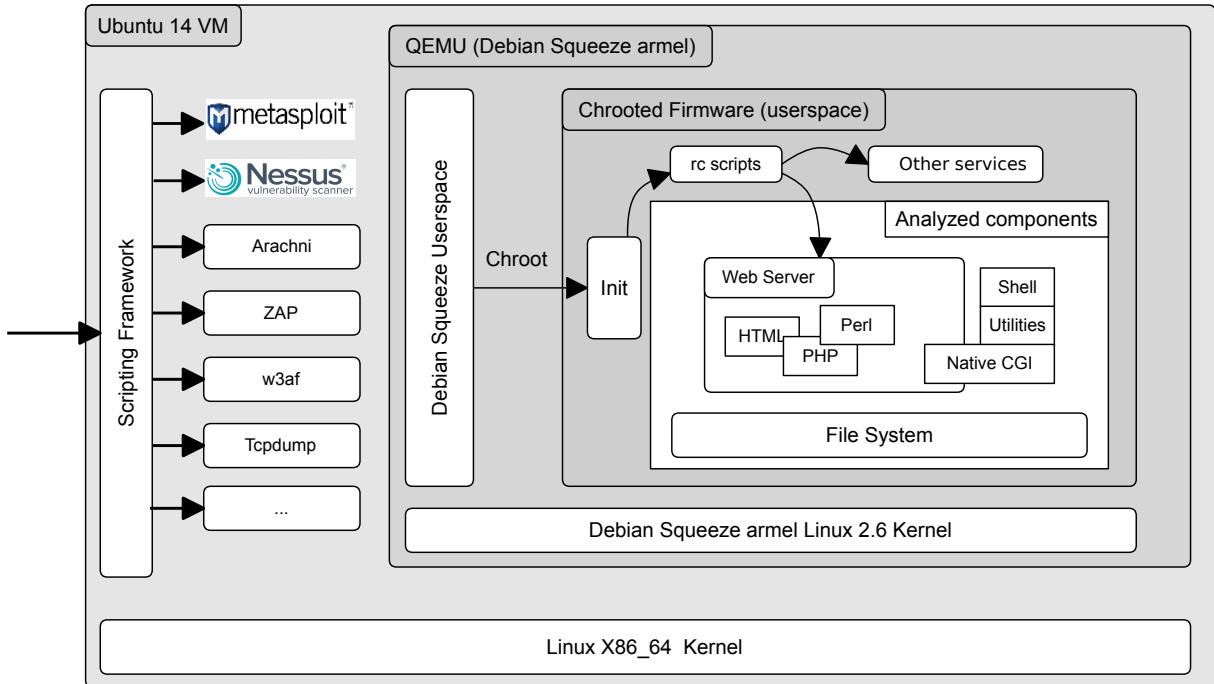 Ubuntu 14 VM
QEMU (Debian Squeeze armel)
Scripting Framework
metasploit
Nessus
vulnerability scanner
Arachni
ZAP
w3af
Tcpdump
...
Debian Squeeze Userspace
Chroot
Chrooted Firmware (userspace)
rc scripts
Other services
Init
Analyzed components
Web Server
HTML
PHP
Perl
Shell
Utilities
Native CGI
File System
Debian Squeeze armel Linux 2.6 Kernel
Linux X86_64 Kernel